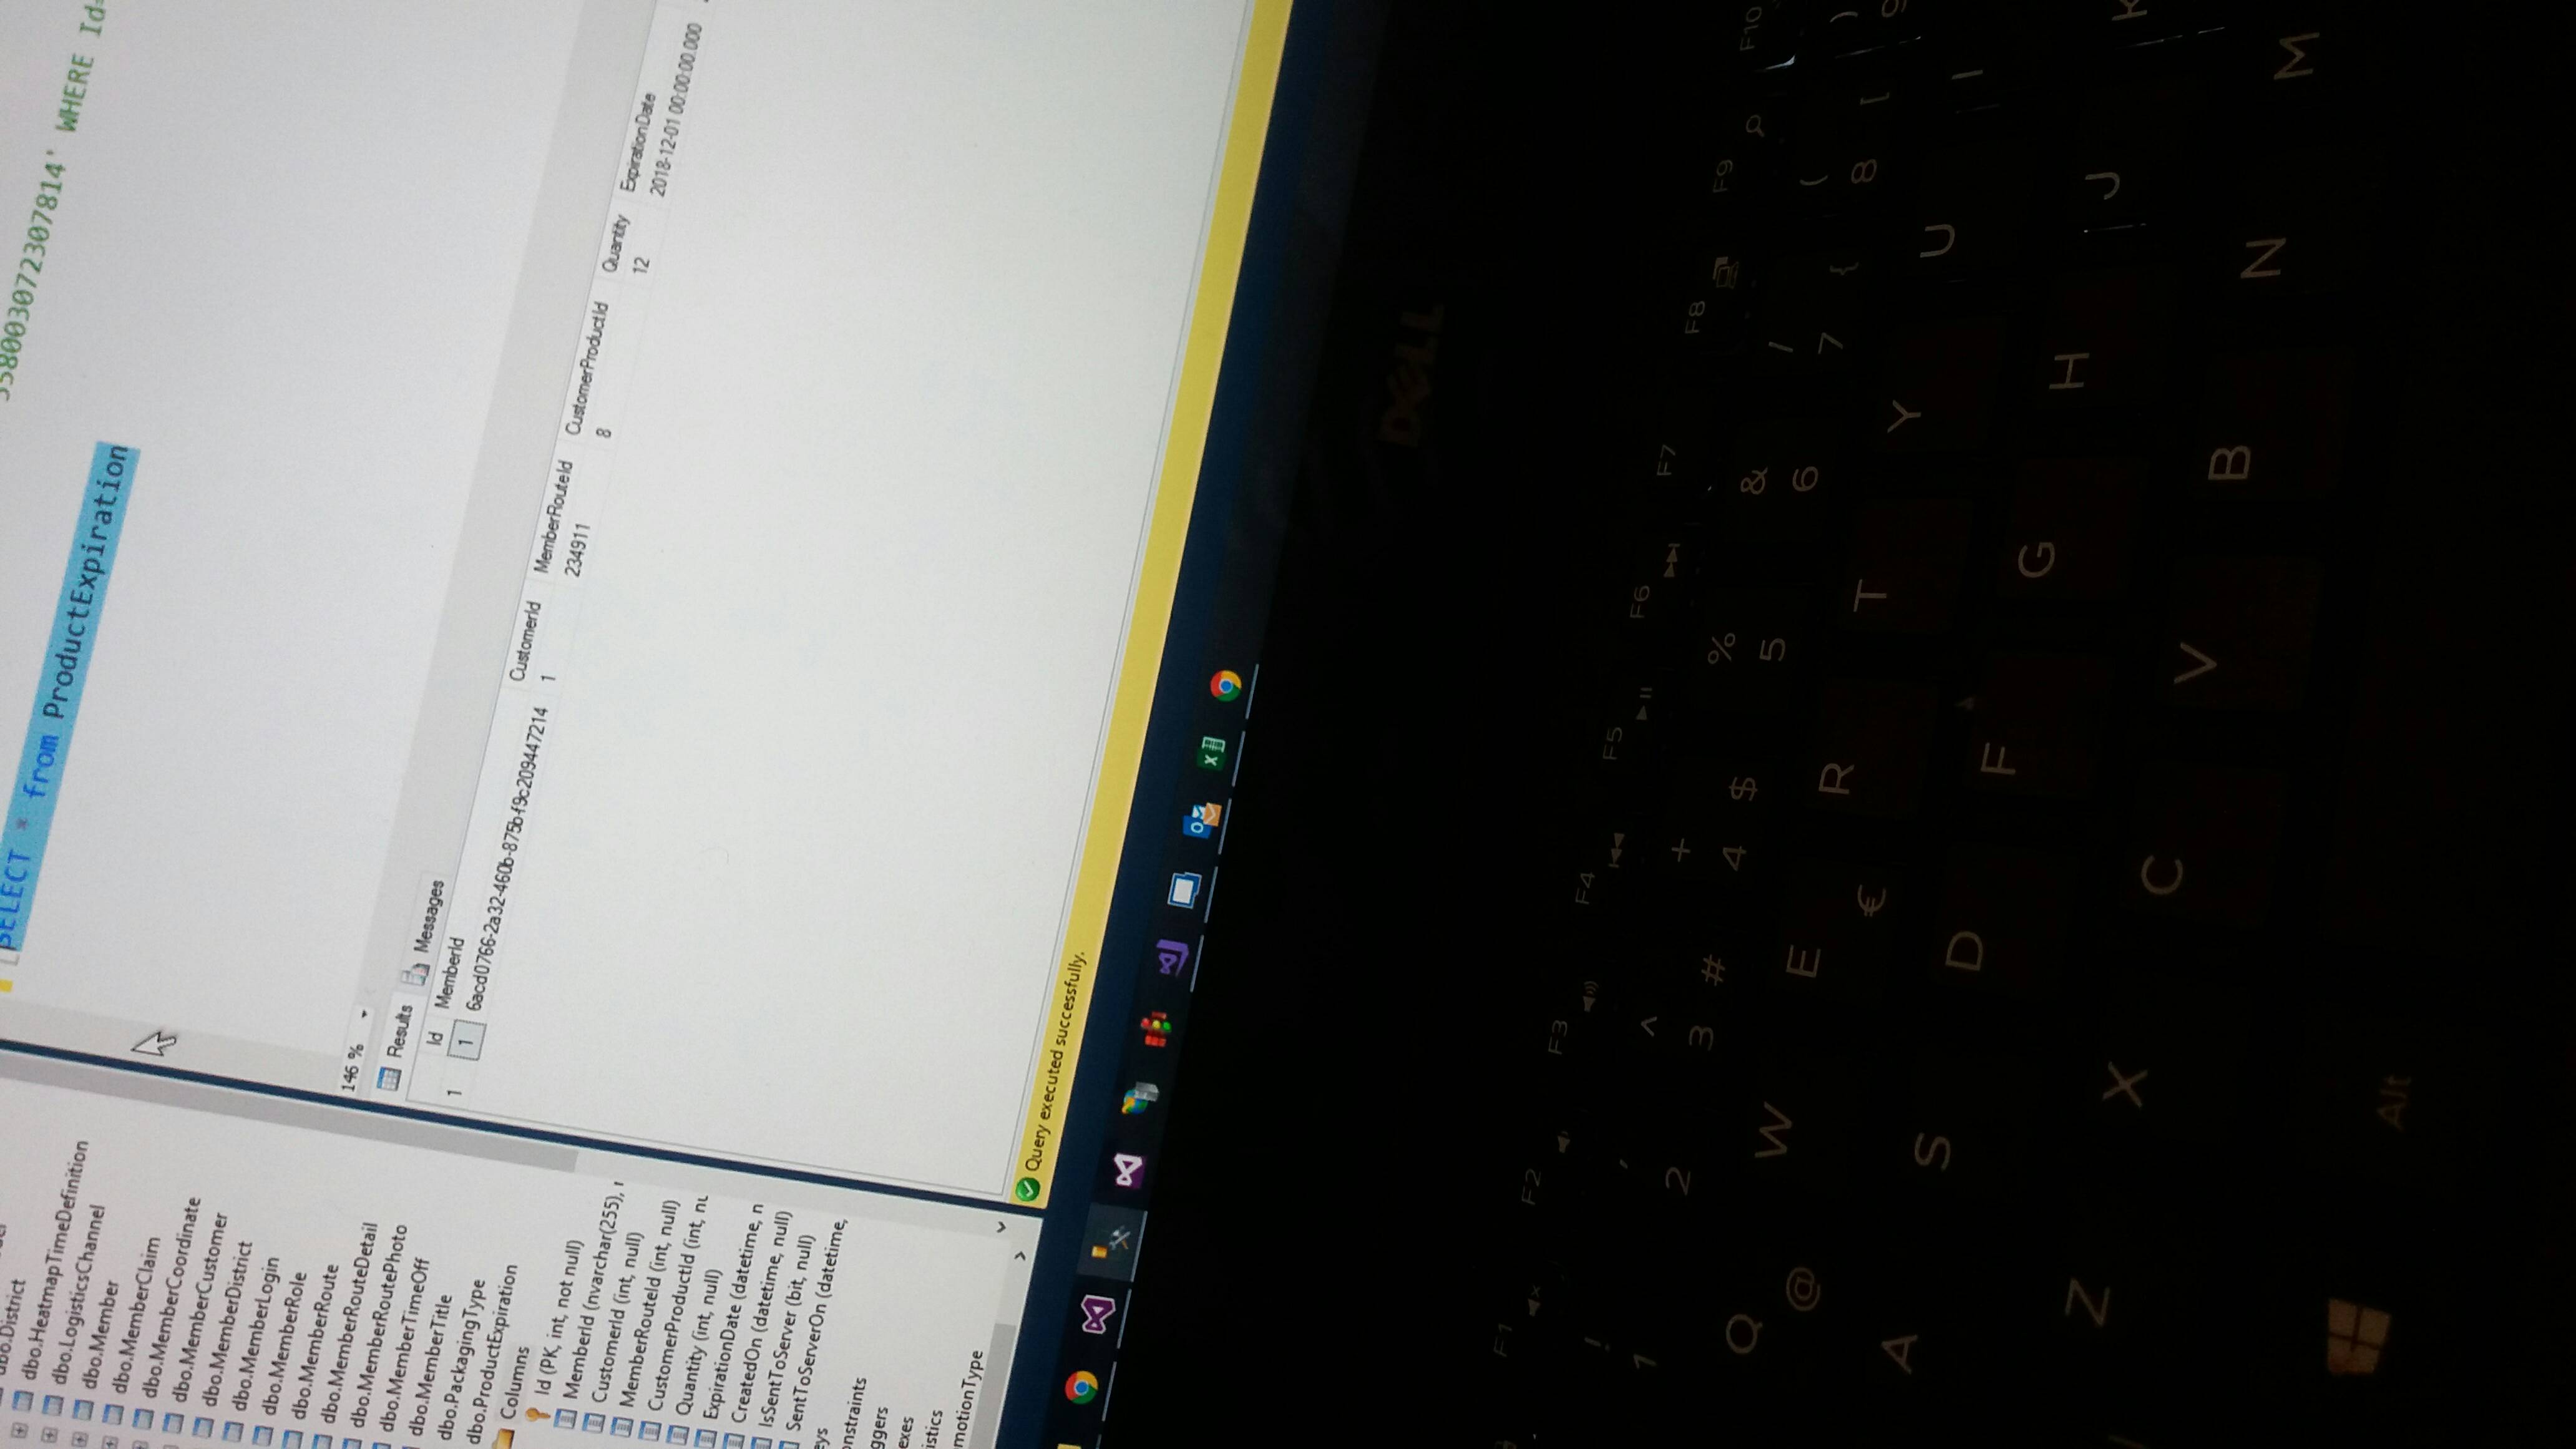 5580030723078​14' WHERE Id=
SELECT * from ProductExpiration
146 %
Results Messages
Id MemberId CustomerId MemberRouteId CustomerProductId Quantity ExpirationDate
1 1 6acd0766-2a32-460b-875b-f9c209447214 1 234911 8 12 2018-12-01 00:00:00.000
Query executed successfully.
dbo.District
dbo.HeatmapTimeDefinition
dbo.LogisticsChannel
dbo.Member
dbo.MemberClaim
dbo.MemberCoordinate
dbo.MemberCustomer
dbo.MemberDistrict
dbo.MemberLogin
dbo.MemberRole
dbo.MemberRoute
dbo.MemberRouteDetail
dbo.MemberRoutePhoto
dbo.MemberTimeOff
dbo.MemberTitle
dbo.PackagingType
dbo.ProductExpiration
Columns
Id (PK, int, not null)
MemberId (nvarchar(255), n
CustomerId (int, null)
MemberRouteId (int, null)
CustomerProductId (int, null)
Quantity (int, null)
ExpirationDate (datetime, n
CreatedOn (datetime, null)
IsSentToServer (bit, null)
SentToServerOn (datetime,
eys
onstraints
ggers
exes
istics
motionType
DELL
F1 F2 F3 F4 F5 F6 F7 F8 F9 F10
! ' ^ + % & / ( )
1 2 3 # 4 $ 5 6 7 { 8 [ 9
Q @ W E € R T Y U I
A S D F G H J K
Z X C V B N M
Alt